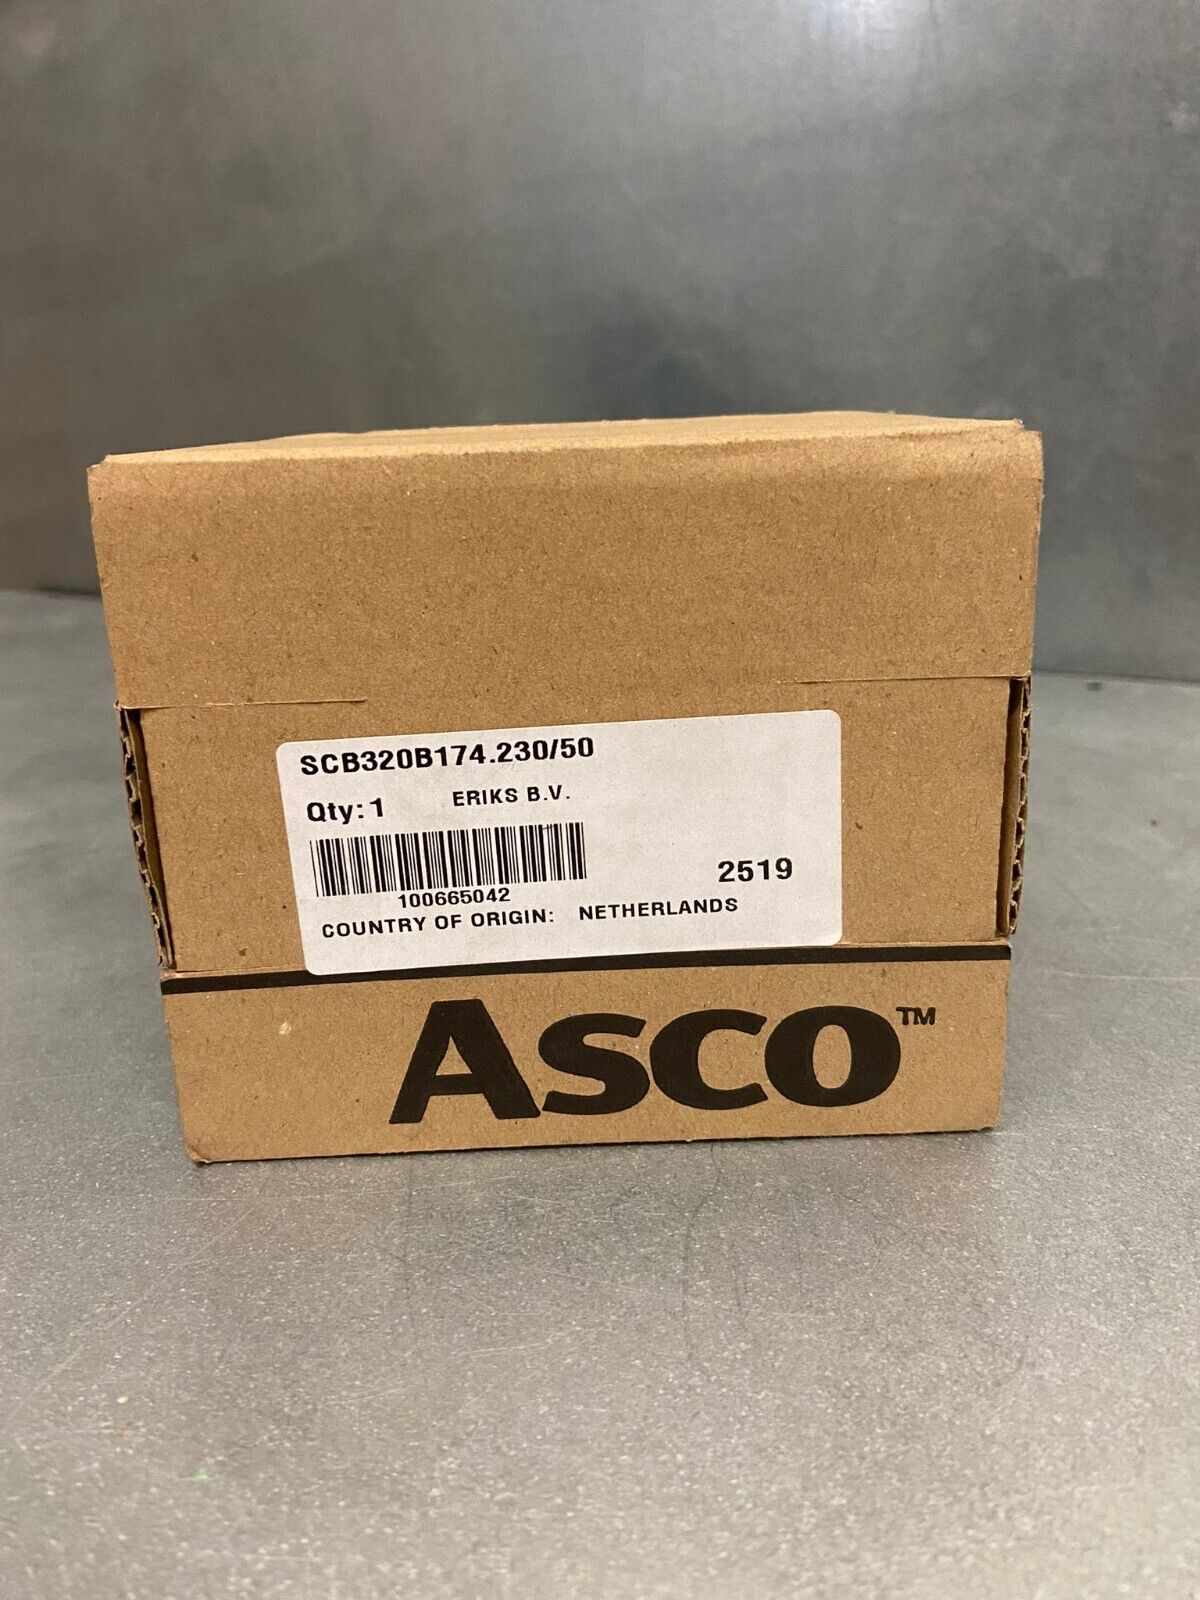 SCB320B174.230/50
Qty: 1 ERIKS B.V.
100665042 2519
COUNTRY OF ORIGIN: NETHERLANDS
ASCO™